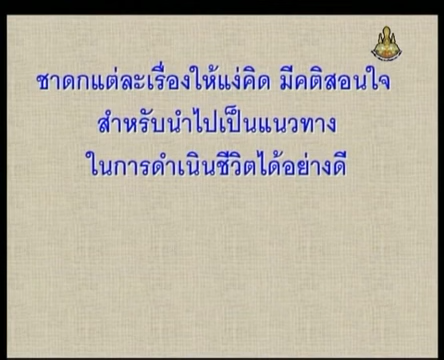 ชาดกแต่ละเรื่องให้แง่คิด มีคติสอนใจ
สำหรับนำไปเป็นแนวทาง
ในการดำเนินชีวิตได้อย่างดี